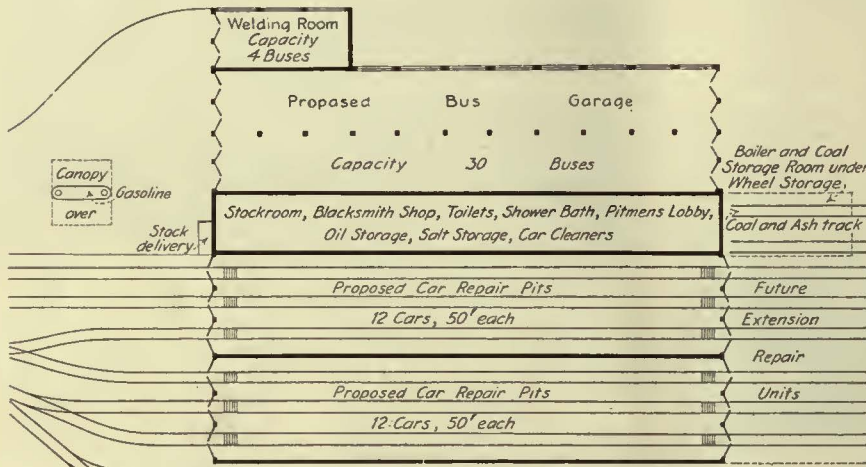 Welding Room
Capacity
4 Buses
Propased Bus Garage
Capacity 30 Buses
Canopy
Gasoline
over
Boiler and Coal
Storage Room under
Wheel Storage.
Stock
delivery.
Stockroom, Blacksmith Shop, Toilets, Shower Bath, Pitmens Lobby,
Oil Storage, Salt Storage, Car Cleaners
Coal and Ash track
Proposed Car Repair Pits
12 Cars, 50' each
Future
Extension
Repair
Units
Proposed Car Repair Pits
12 Cars, 50' each